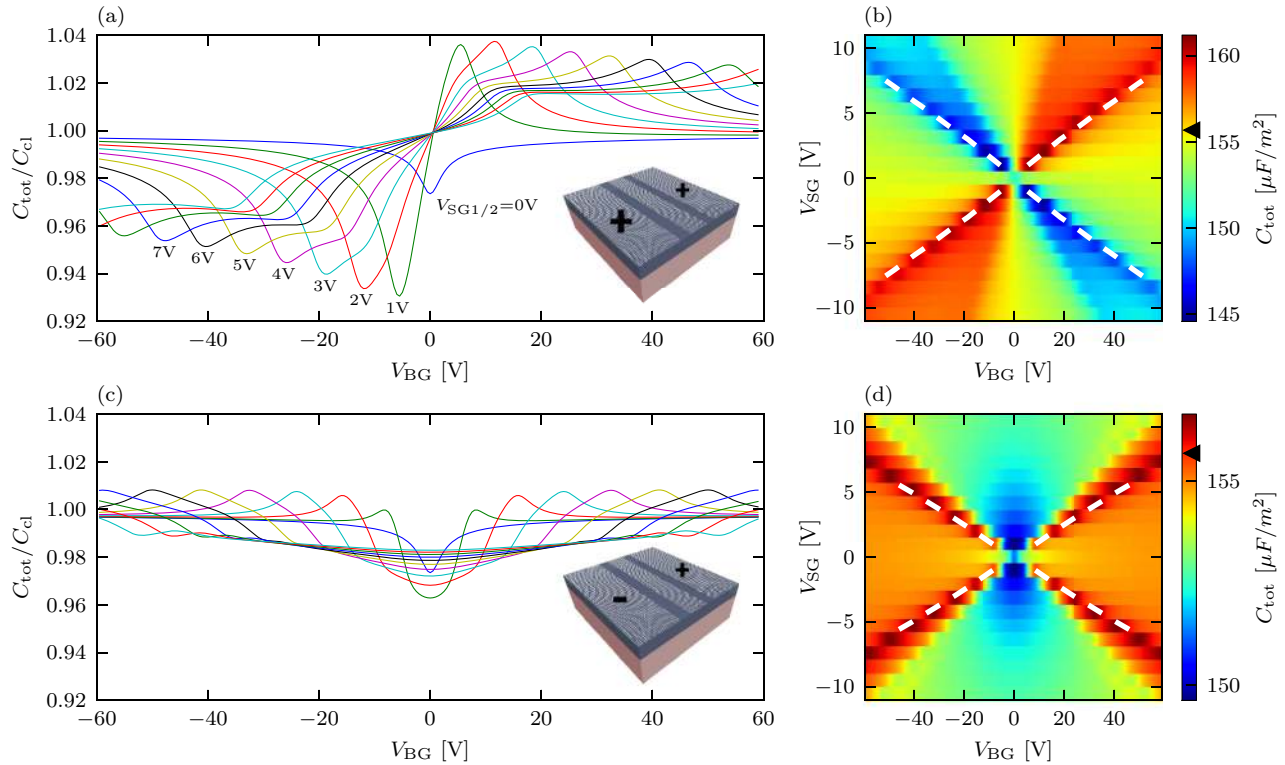 (a)
1.04
1.02
1.00
0.98
0.96
0.94
0.92
C_tot/C_cl
V_SG1/2=0V
7V
6V
5V
4V
3V
2V
1V
+
+
−60
−40
−20
0
20
40
60
V_BG [V]
(b)
10
5
0
−5
−10
V_SG [V]
−40
−20
0
20
40
V_BG [V]
160
155
150
145
C_tot [μF/m²]
(c)
1.04
1.02
1.00
0.98
0.96
0.94
0.92
C_tot/C_cl
-
+
−60
−40
−20
0
20
40
60
V_BG [V]
(d)
10
5
0
−5
−10
V_SG [V]
−40
−20
0
20
40
V_BG [V]
155
150
C_tot [μF/m²]